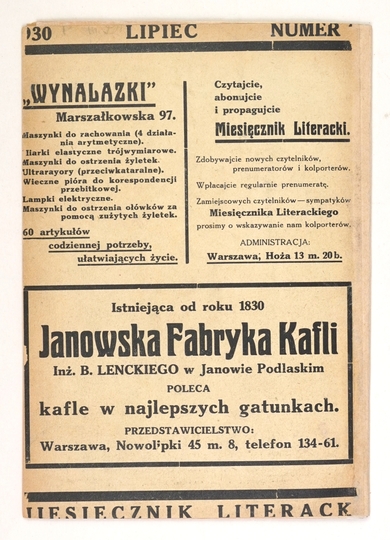 930 LIPIEC NUMER
„WYNALAZKI"
Marszałkowska 97.
Maszynki do rachowania (4 działa-
nia arytmetyczne).
Miarki elastyczne trójwymiarowe.
Maszynki do ostrzenia żyletek.
Ultrarayory (przeciwkataralne).
Wieczne pióra do korespondencji
przebitkowej.
Lampki elektryczne.
Maszynki do ostrzenia ołówków za
pomocą zużytych żyletek.
60 artykułów
codziennej potrzeby,
ułatwiających życie.
Czytajcie,
abonujcie
i propagujcie
Miesięcznik Literacki.
Zdobywajcie nowych czytelników,
prenumeratorów i kolporterów.
Wpłacajcie regularnie prenumeratę.
Zamiejscowych czytelników—sympatyków
Miesięcznika Literackiego
prosimy o wskazywanie nam kolporterów.
ADMINISTRACJA:
Warszawa, Hoża 13 m. 20b.
Istniejąca od roku 1830
Janowska Fabryka Kafli
Inż. B. LENCKIEGO w Janowie Podlaskim
POLECA
kafle w najlepszych gatunkach.
PRZEDSTAWICIELSTWO:
Warszawa, Nowolipki 45 m. 8, telefon 134-61.
MIESIĘCZNIK LITERACK